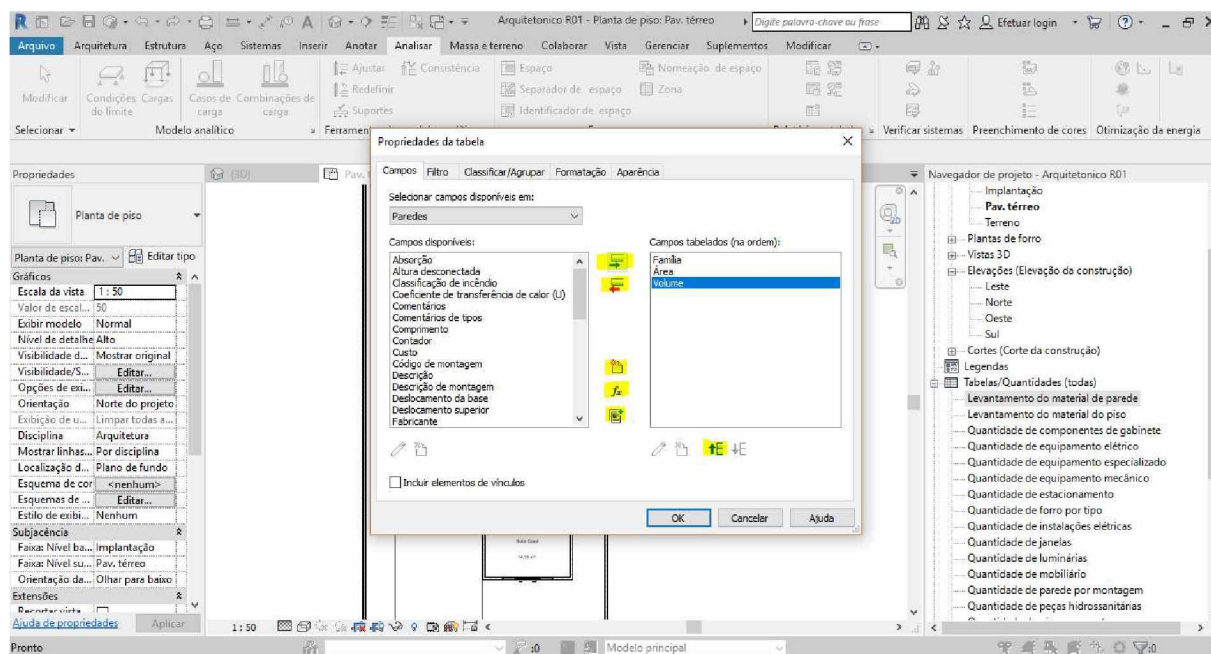 Arquitetonico R01 - Planta de piso: Pav. térreo
Digite palavra-chave ou frase
Efetuar login
Arquivo Arquitetura Estrutura Aço Sistemas Inserir Anotar Analisar Massa e terreno Colaborar Vista Gerenciar Suplementos Modificar
Modificar
Condições do limite
Cargas
Casos de carga
Combinações de carga
Ajustar
Redefinir
Suportes
Consistência
Espaço
Separador de espaço
Identificador de espaço
Nomeação de espaço
Zona
Selecionar
Modelo analítico
Verificar sistemas
Preenchimento de cores
Otimização da energia
Propriedades
Planta de piso
Planta de piso: Pav.
Editar tipo
Gráficos
Escala da vista 1 : 50
Valor de escal... 50
Exibir modelo Normal
Nível de detalhe Alto
Visibilidade d... Mostrar original
Visibilidade/S... Editar...
Opções de exi... Editar...
Orientação Norte do projeto
Exibição de u... Limpar todas a...
Disciplina Arquitetura
Mostrar linhas... Por disciplina
Localização d... Plano de fundo
Esquema de cor <nenhum>
Esquemas de ... Editar...
Estilo de exibi... Nenhum
Subjacência
Faixa: Nível ba... Implantação
Faixa: Nível su... Pav. térreo
Orientação da... Olhar para baixo
Extensões
Recortar vista
Ajuda de propriedades
Aplicar
{3D}
Propriedades da tabela
Campos Filtro Classificar/Agrupar Formatação Aparência
Selecionar campos disponíveis em:
Paredes
Campos disponíveis:
Absorção
Altura desconectada
Classificação de incêndio
Coeficiente de transferência de calor (U)
Comentários
Comentários de tipos
Comprimento
Contador
Custo
Código de montagem
Descrição
Descrição de montagem
Deslocamento da base
Deslocamento superior
Fabricante
Campos tabelados (na ordem):
Família
Área
Volume
fx
Incluir elementos de vínculos
OK
Cancelar
Ajuda
Navegador de projeto - Arquitetonico R01
Implantação
Pav. térreo
Terreno
Plantas de forro
Vistas 3D
Elevações (Elevação da construção)
Leste
Norte
Oeste
Sul
Cortes (Corte da construção)
Legendas
Tabelas/Quantidades (todas)
Levantamento do material de parede
Levantamento do material do piso
Quantidade de componentes de gabinete
Quantidade de equipamento elétrico
Quantidade de equipamento especializado
Quantidade de equipamento mecânico
Quantidade de estacionamento
Quantidade de forro por tipo
Quantidade de instalações elétricas
Quantidade de janelas
Quantidade de luminárias
Quantidade de mobiliário
Quantidade de parede por montagem
Quantidade de peças hidrossanitárias
1 : 50
Pronto
:0
Modelo principal
:0